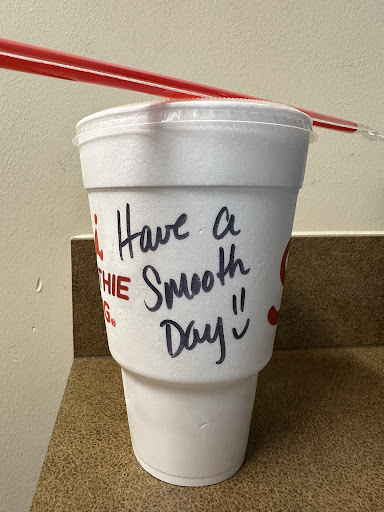 Have a
Smooth
Day!!
i
THIE
G.